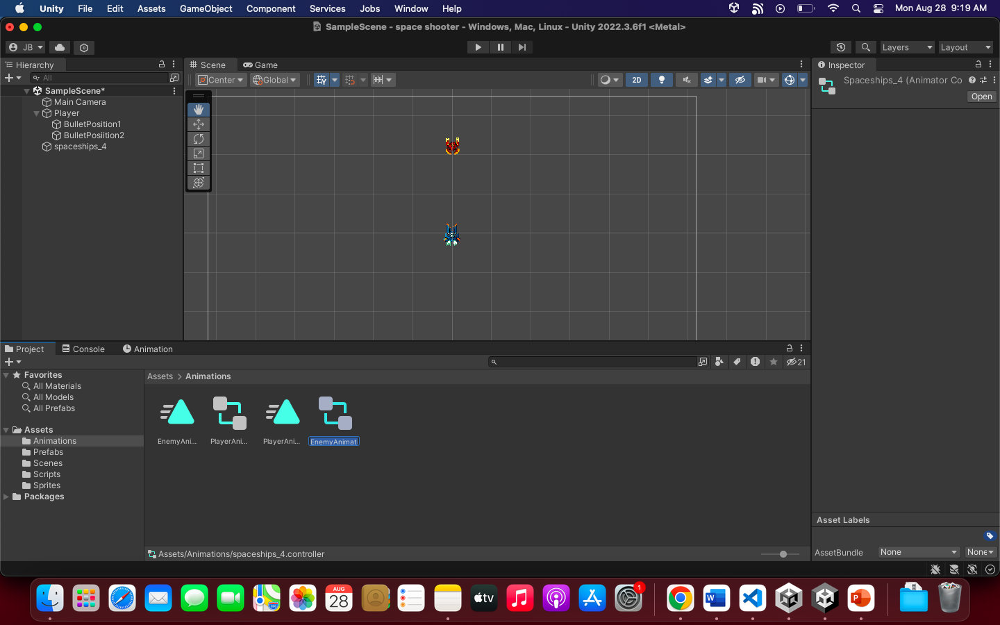 Unity File Edit Assets GameObject Component Services Jobs Window Help Mon Aug 28 9:19 AM
SampleScene - space shooter - Windows, Mac, Linux - Unity 2022.3.6f1 <Metal>
JB Layers Layout
Hierarchy
All
SampleScene*
Main Camera
Player
BulletPosition1
BulletPosiition2
spaceships_4
Scene Game
Center Global 2D
Inspector
Spaceships_4 (Animator Co
Open
Project Console Animation
21
Favorites
All Materials
All Models
All Prefabs
Assets
Animations
Prefabs
Scenes
Scripts
Sprites
Packages
Assets > Animations
EnemyAni... PlayerAni... PlayerAni... EnemyAnimat
Assets/Animations/spaceships_4.controller
Asset Labels
AssetBundle None None
AUG
28
tv
1
W
P